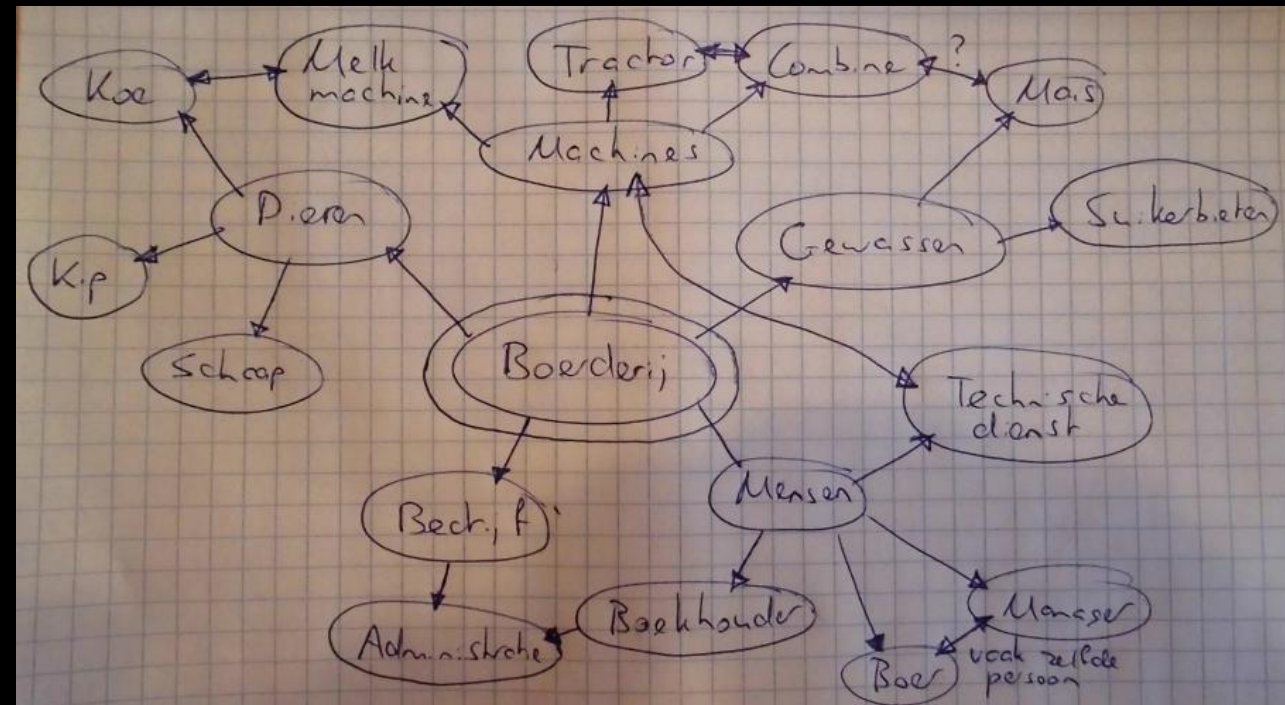 Koe
Melk
machine
Tractor
Combine
?
Mais
Machines
Dieren
Kip
Schaap
Gewassen
Suikerbieten
Boerderij
Technische
dienst
Mensen
Bedrijf
Administratie
Boekhouder
Manager
Boer
vaak zelfde
persoon